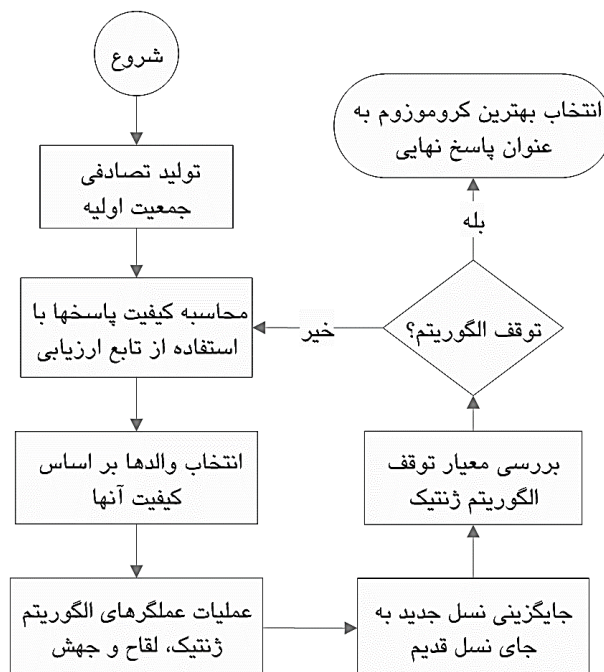 شروع
تولید تصادفی
جمعیت اولیه
محاسبه کیفیت پاسخها با
استفاده از تابع ارزیابی
انتخاب والدها بر اساس
کیفیت آنها
عملیات عملگرهای الگوریتم
ژنتیک، لقاح و جهش
جایگزینی نسل جدید به
جای نسل قدیم
بررسی معیار توقف
الگوریتم ژنتیک
توقف الگوریتم؟
خیر
بله
انتخاب بهترین کروموزوم به
عنوان پاسخ نهایی